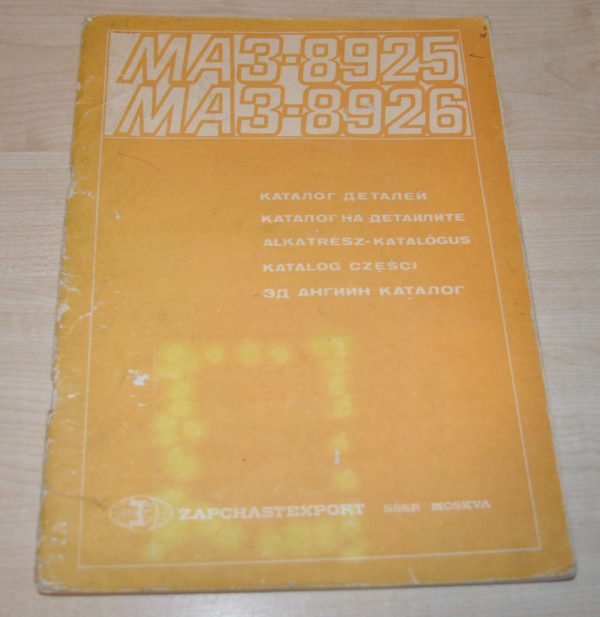 МАЗ-8925
МАЗ-8926
КАТАЛОГ ДЕТАЛЕЙ
КАТАЛОГ НА ДЕТАЙЛИТЕ
ALKATRÉSZ-KATALÓGUS
KATALOG CZĘŚCI
ЭД АНГИЙН КАТАЛОГ
ZAPCHASTEXPORT SSSR MOSKVA